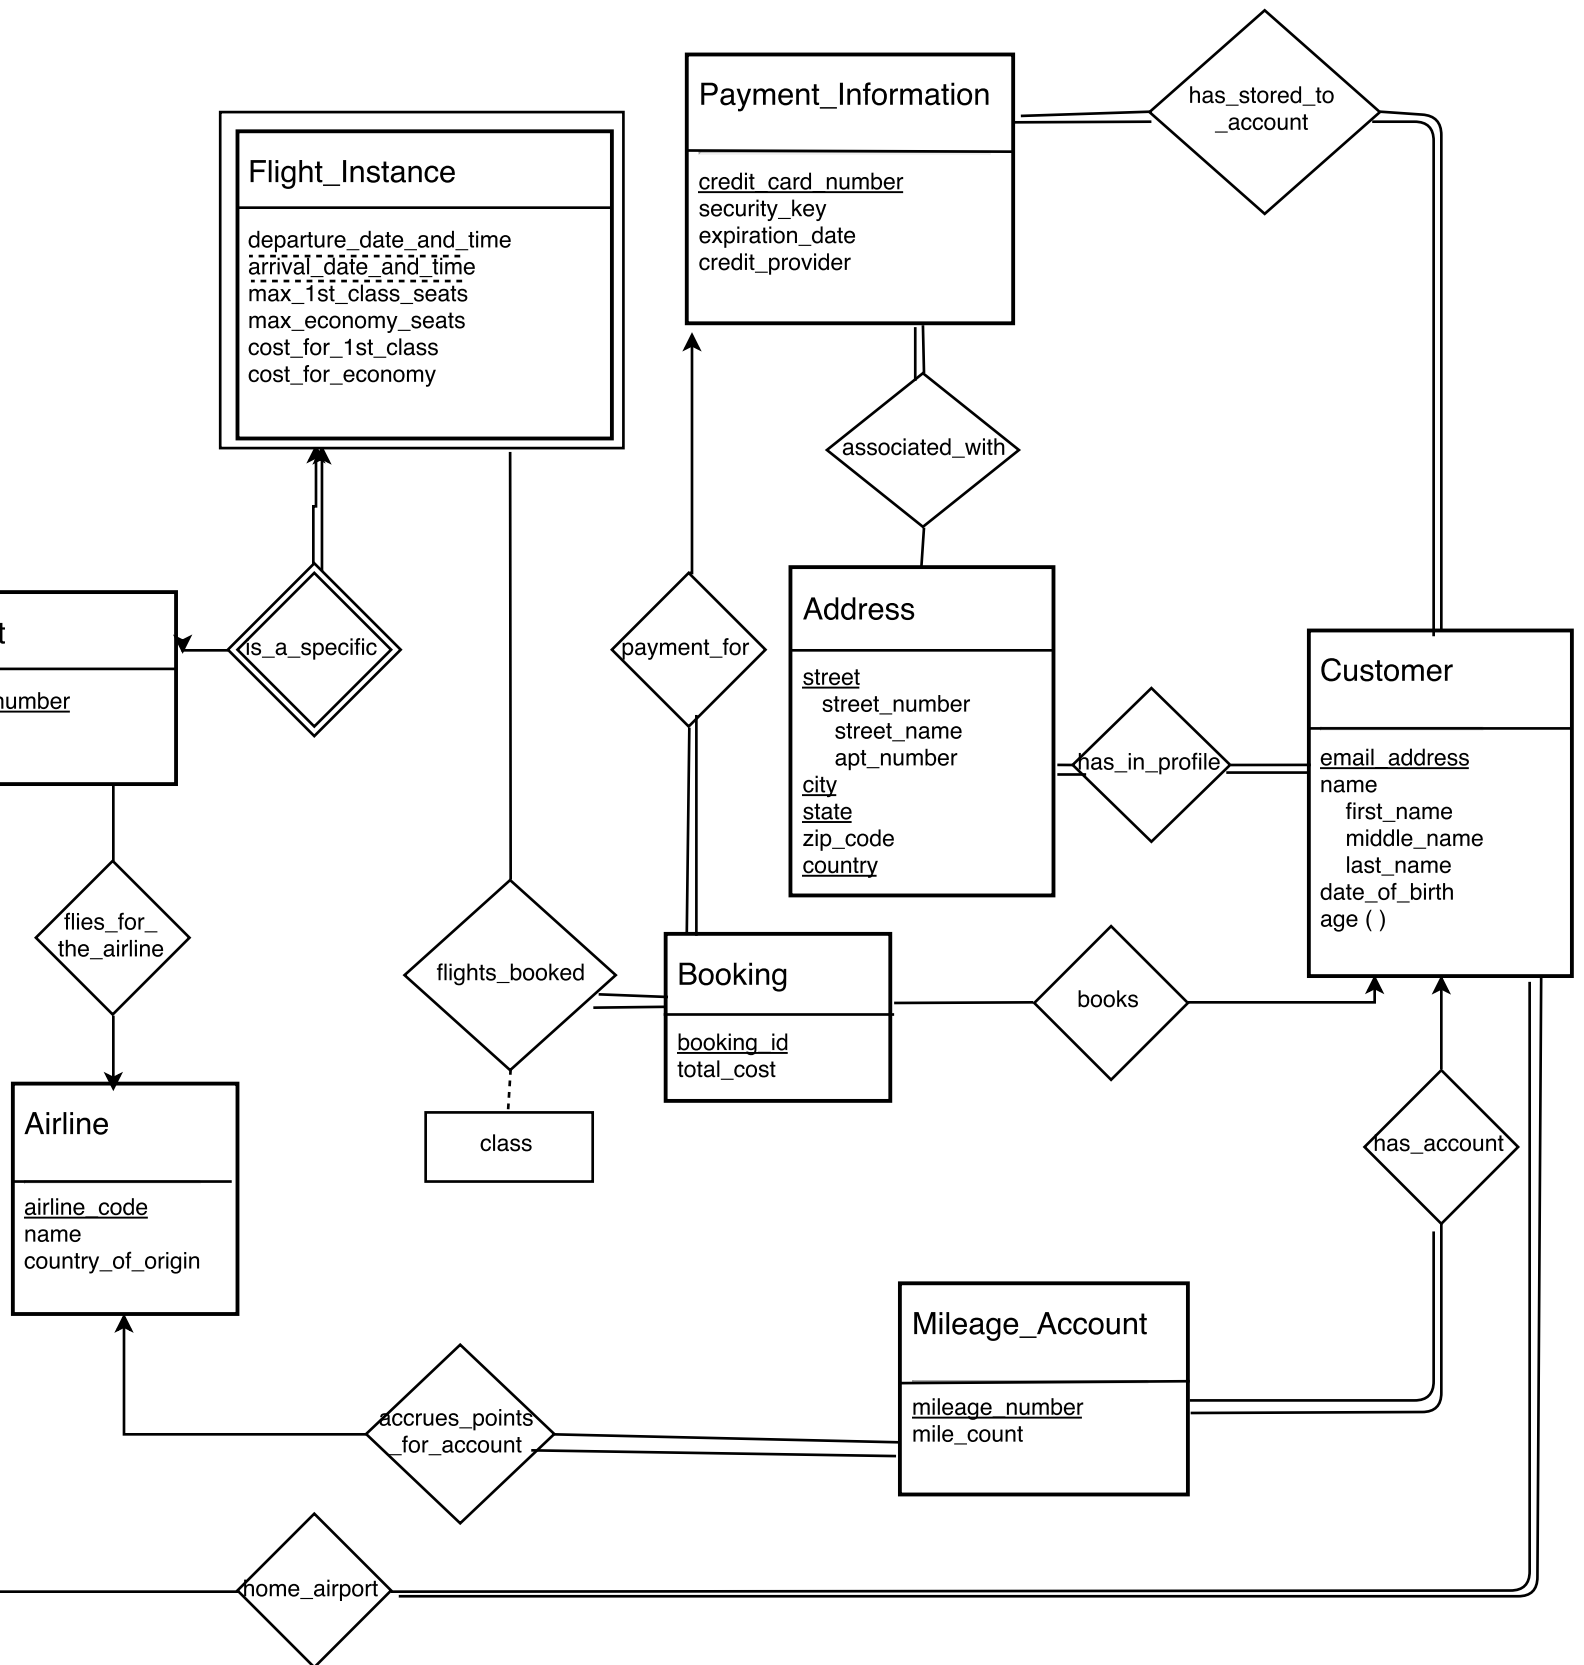 has_stored_to
_account
Payment_Information
credit_card_number
security_key
expiration_date
credit_provider
Flight_Instance
departure_date_and_time
arrival_date_and_time
max_1st_class_seats
max_economy_seats
cost_for_1st_class
cost_for_economy
associated_with
t
number
is_a_specific
payment_for
Address
street
street_number
street_name
apt_number
city
state
zip_code
country
has_in_profile
Customer
email_address
name
first_name
middle_name
last_name
date_of_birth
age ( )
flies_for_
the_airline
flights_booked
Booking
booking_id
total_cost
books
class
has_account
Airline
airline_code
name
country_of_origin
Mileage_Account
mileage_number
mile_count
accrues_points
_for_account
home_airport